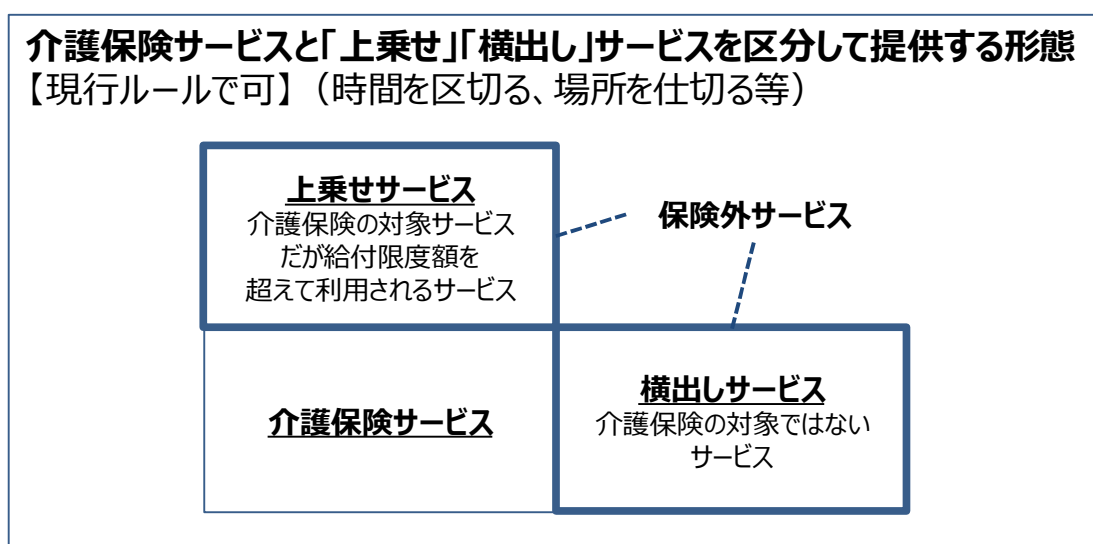 介護保険サービスと「上乗せ」「横出し」サービスを区分して提供する形態
【現行ルールで可】（時間を区切る、場所を仕切る等）
上乗せサービス
介護保険の対象サービス
だが給付限度額を
超えて利用されるサービス
保険外サービス
介護保険サービス
横出しサービス
介護保険の対象ではない
サービス